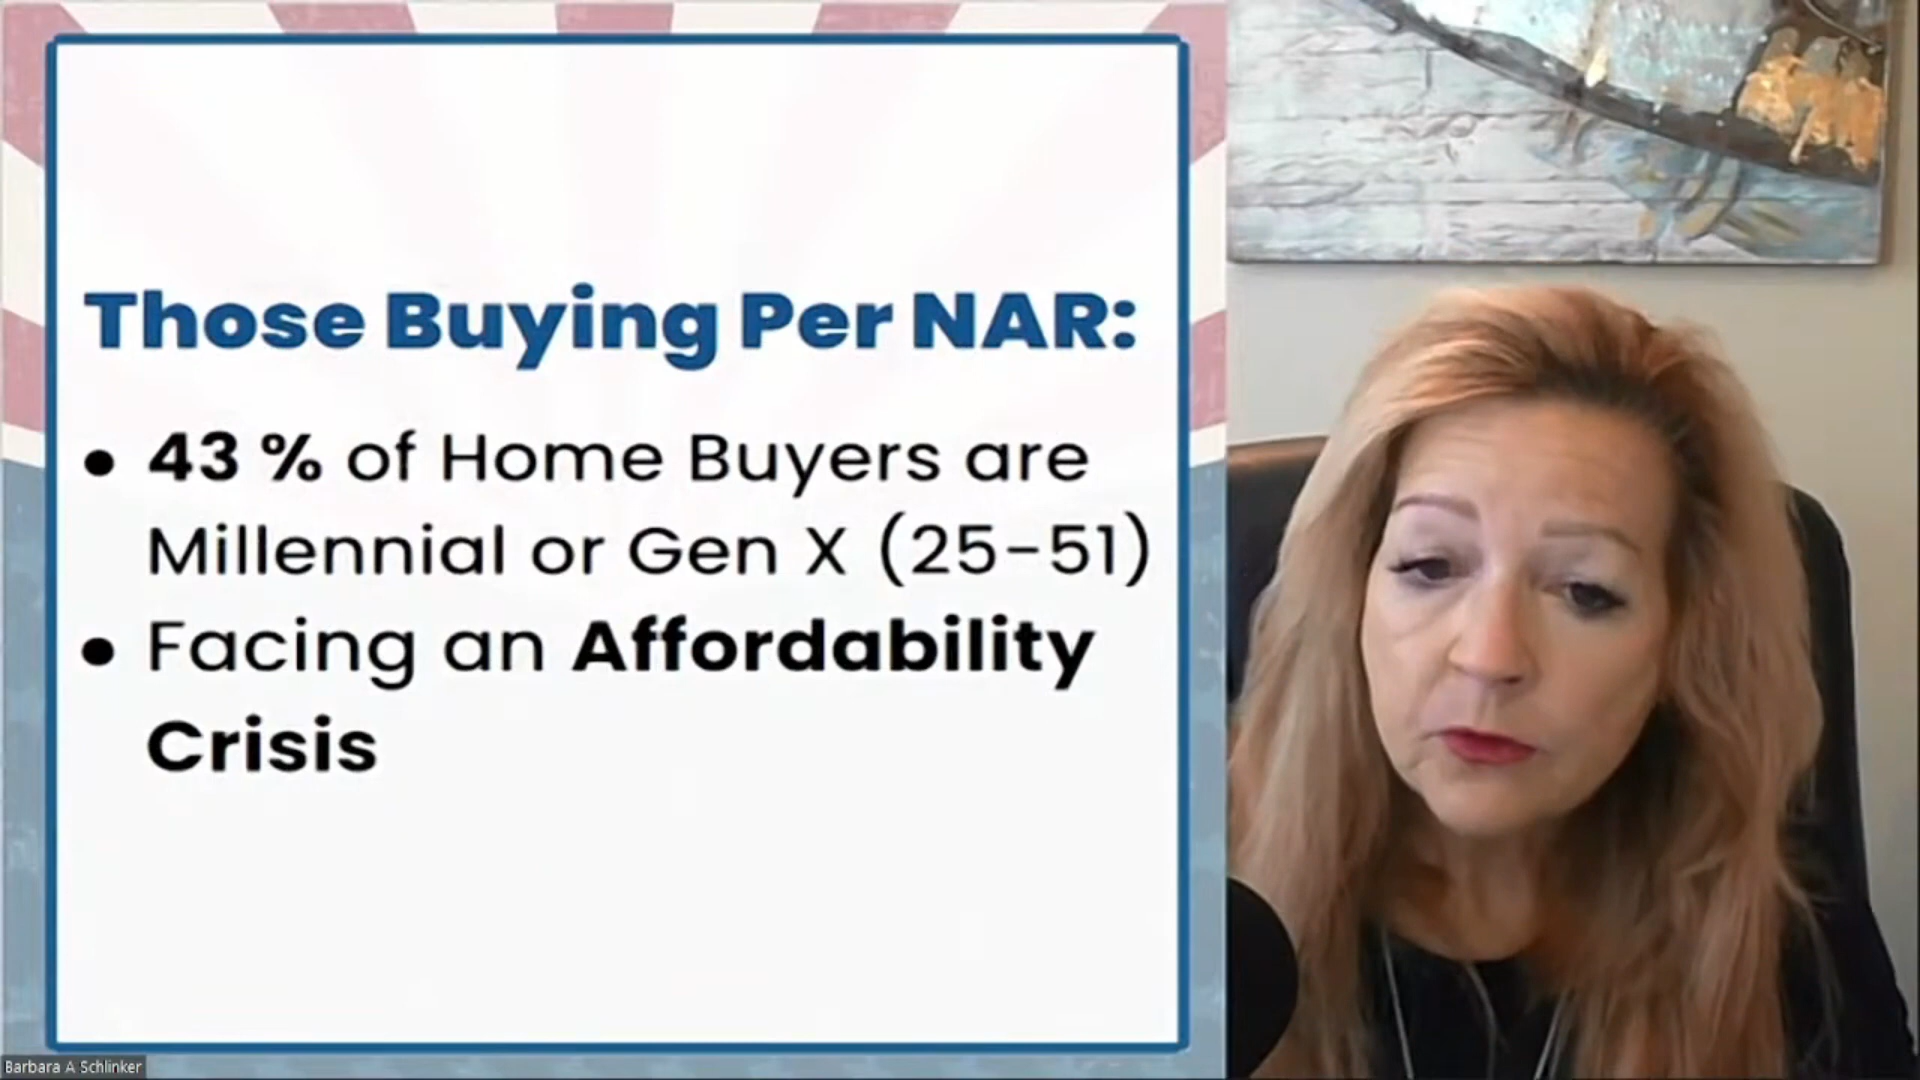 Those Buying Per NAR:
• 43 % of Home Buyers are
Millennial or Gen X (25-51)
• Facing an Affordability
Crisis
Barbara A Schlinker